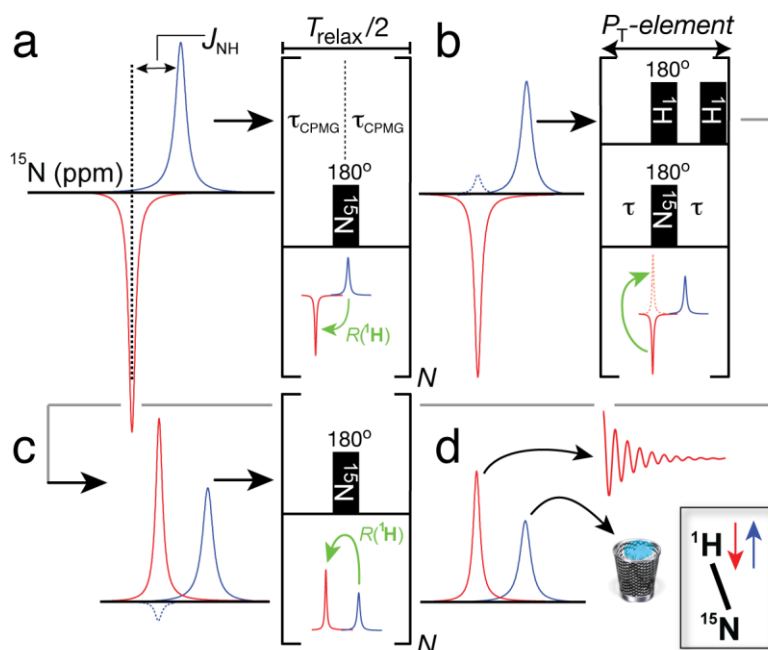 a
J_NH
T_relax/2
b
P_T-element
180°
¹H
¹H
τ_CPMG
τ_CPMG
¹⁵N (ppm)
180°
¹⁵N
180°
τ
¹⁵N
τ
R(¹H)
N
c
180°
¹⁵N
d
R(¹H)
¹H
¹⁵N
N